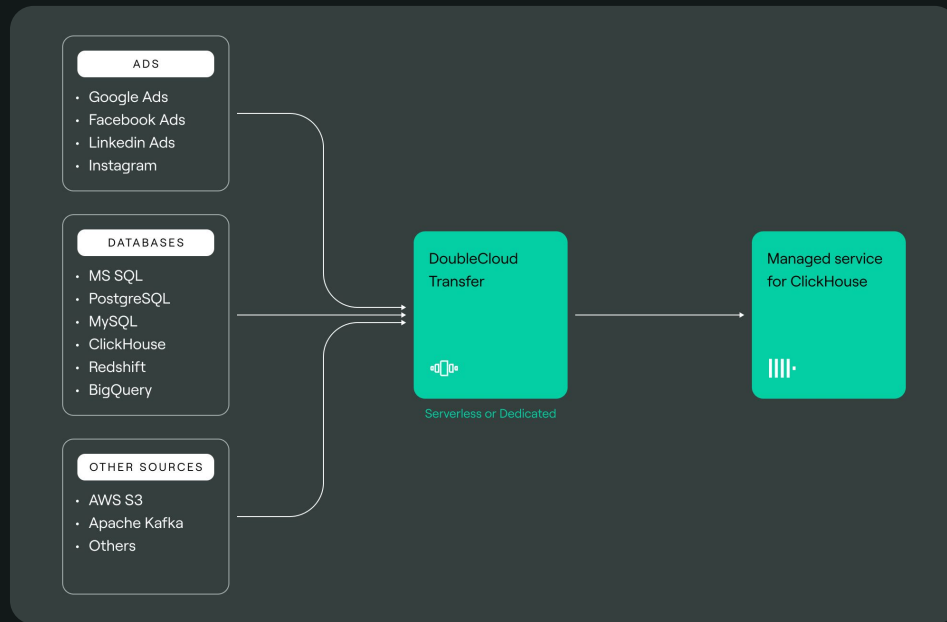 ADS
• Google Ads
• Facebook Ads
• Linkedin Ads
• Instagram
DATABASES
• MS SQL
• PostgreSQL
• MySQL
• ClickHouse
• Redshift
• BigQuery
OTHER SOURCES
• AWS S3
• Apache Kafka
• Others
DoubleCloud
Transfer
Serverless or Dedicated
Managed service
for ClickHouse